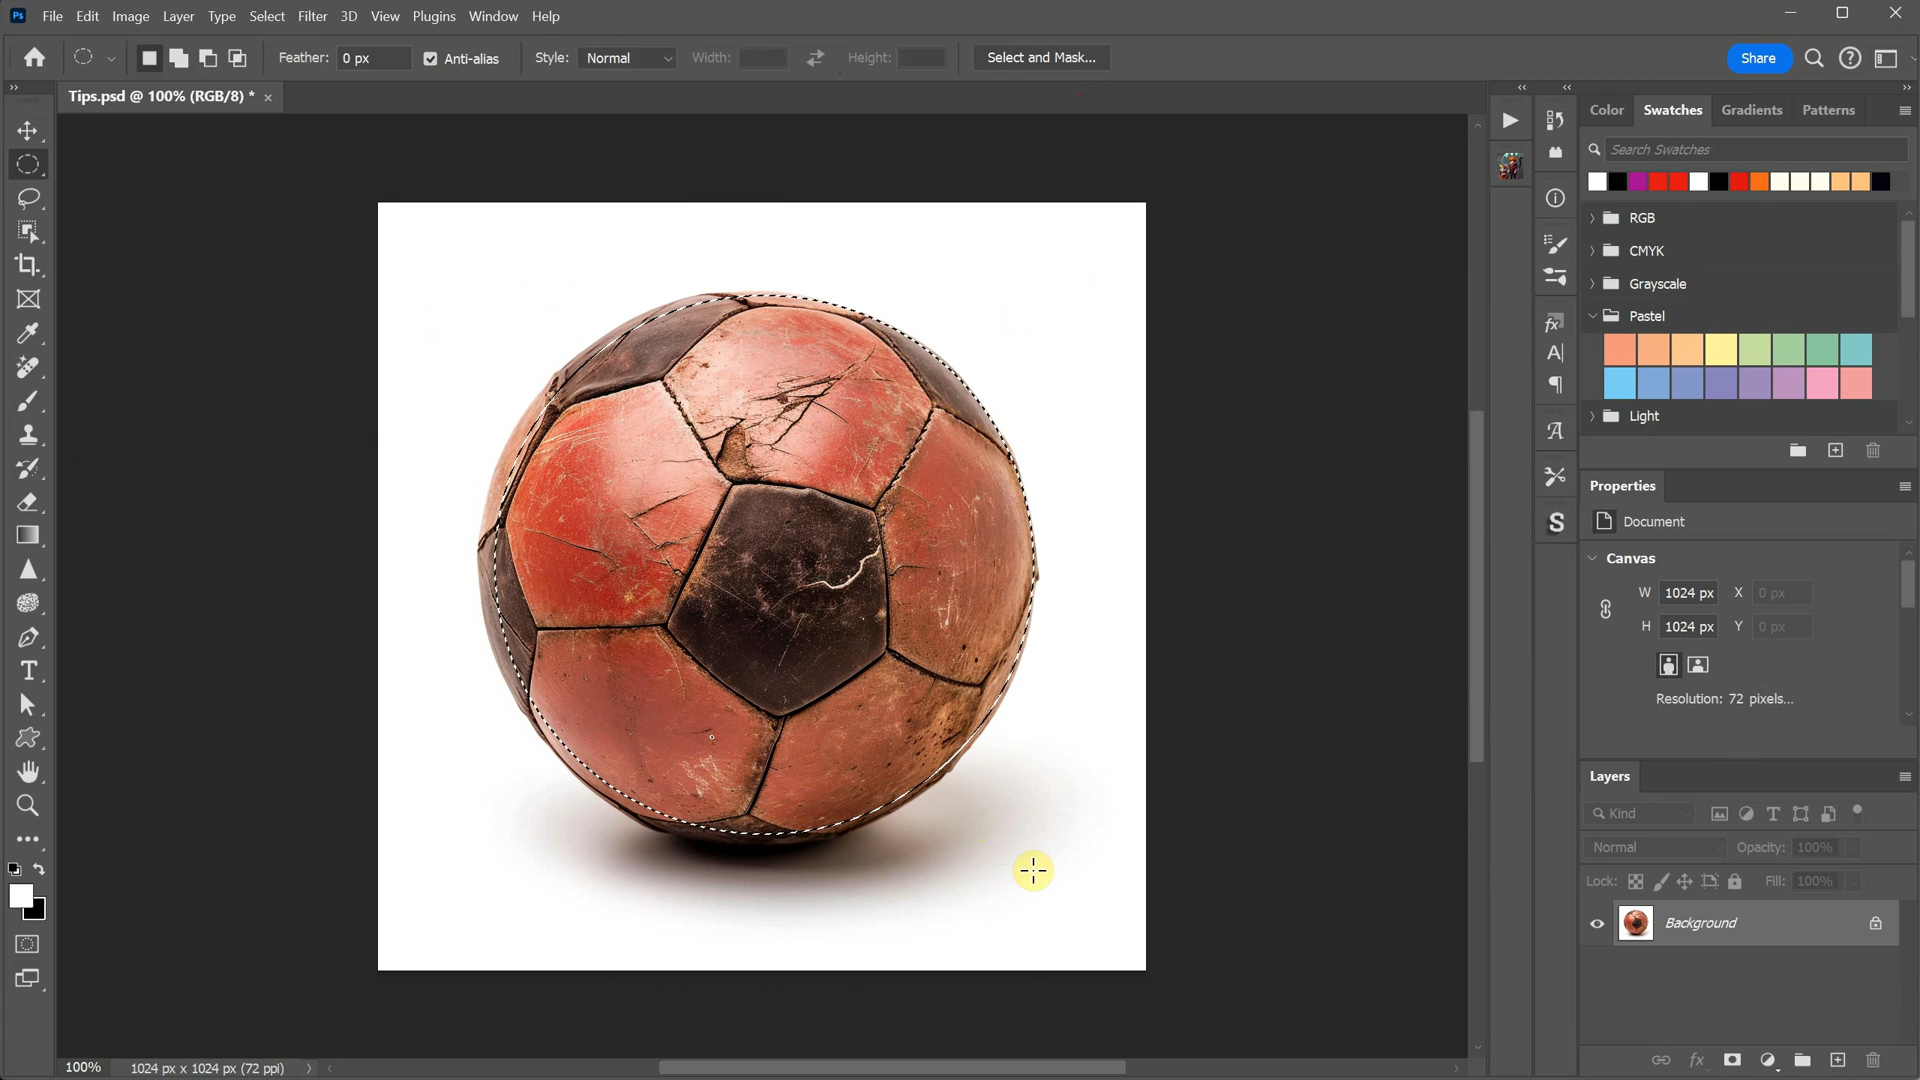 Ps File Edit Image Layer Type Select Filter 3D View Plugins Window Help
Feather: 0 px Anti-alias Style: Normal Width: Height: Select and Mask... Share
Tips.psd @ 100% (RGB/8) *
Color Swatches Gradients Patterns
Search Swatches
RGB
CMYK
Grayscale
Pastel
Light
Properties
Document
Canvas
W 1024 px X 0 px
H 1024 px Y 0 px
Resolution: 72 pixels...
Layers
Kind
Normal Opacity: 100%
Lock: Fill: 100%
Background
100% 1024 px x 1024 px (72 ppi)